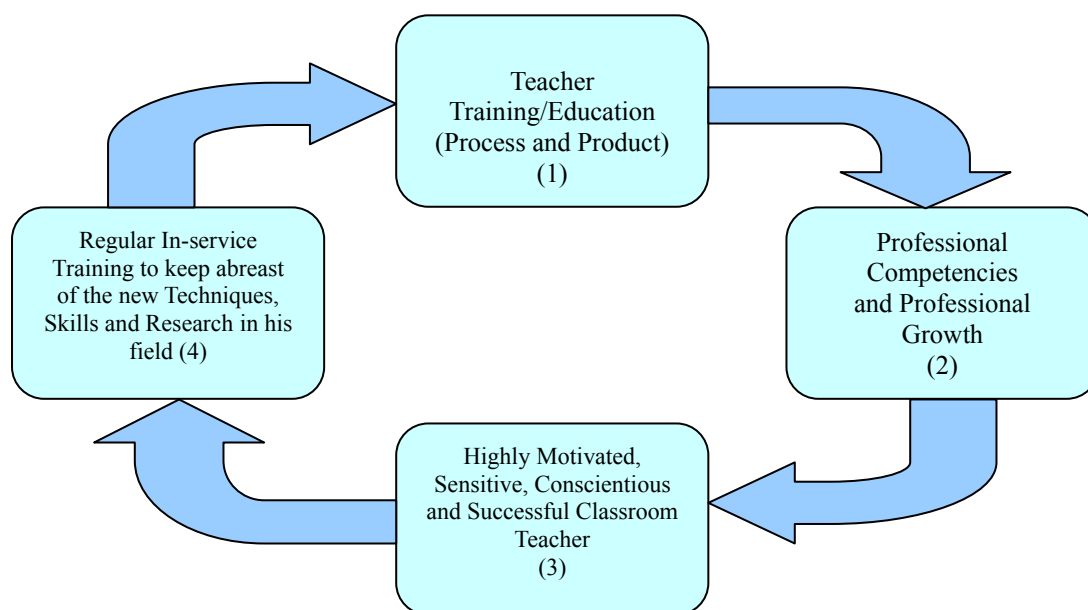 Teacher
Training/Education
(Process and Product)
(1)
Professional
Competencies
and Professional
Growth
(2)
Highly Motivated,
Sensitive, Conscientious
and Successful Classroom
Teacher
(3)
Regular In-service
Training to keep abreast
of the new Techniques,
Skills and Research in his
field (4)